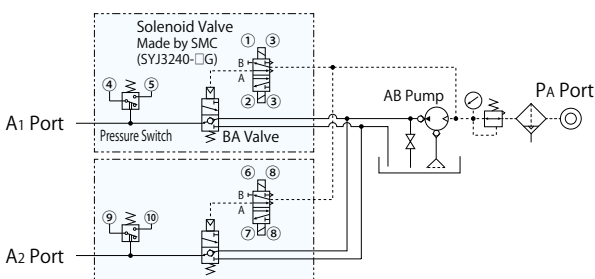 Solenoid Valve
Made by SMC
(SYJ3240-□G)
① ③
B
A
② ③
④ ⑤
A1 Port
Pressure Switch
BA Valve
AB Pump
PA Port
⑥ ⑧
B
A
⑦ ⑧
⑨ ⑩
A2 Port